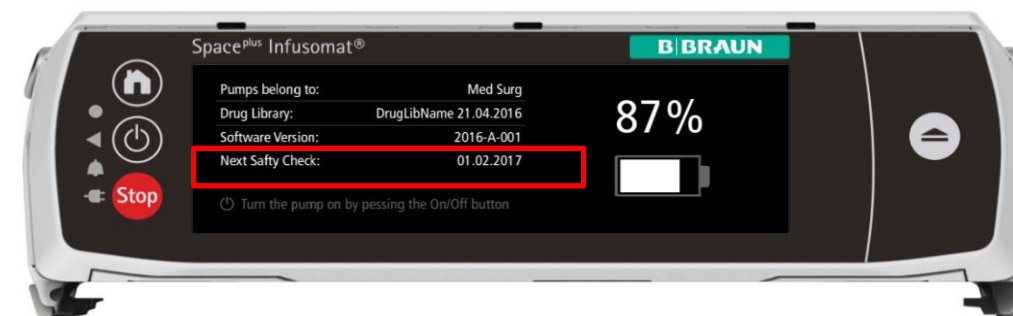 Space plus Infusomat®
B BRAUN
Pumps belong to: Med Surg
Drug Library: DrugLibName 21.04.2016
Software Version: 2016-A-001
Next Safty Check: 01.02.2017
Turn the pump on by pessing the On/Off button
87%
Stop